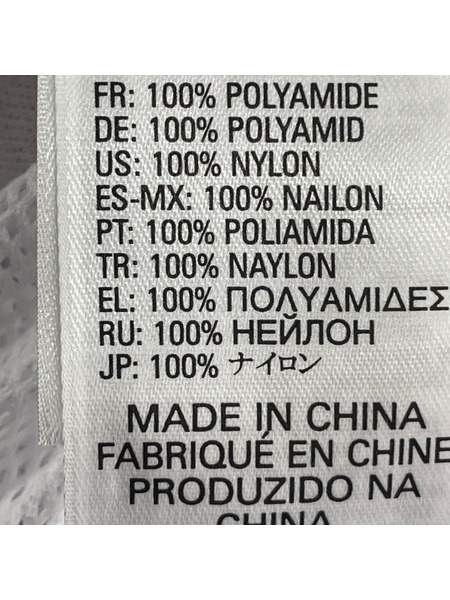 FR: 100% POLYAMIDE
DE: 100% POLYAMID
US: 100% NYLON
ES-MX: 100% NAILON
PT: 100% POLIAMIDA
TR: 100% NAYLON
EL: 100% ΠΟΛΥΑΜΙΔΕΣ
RU: 100% НЕЙЛОН
JP: 100% ナイロン
MADE IN CHINA
FABRIQUÉ EN CHINE
PRODUZIDO NA
CHINA